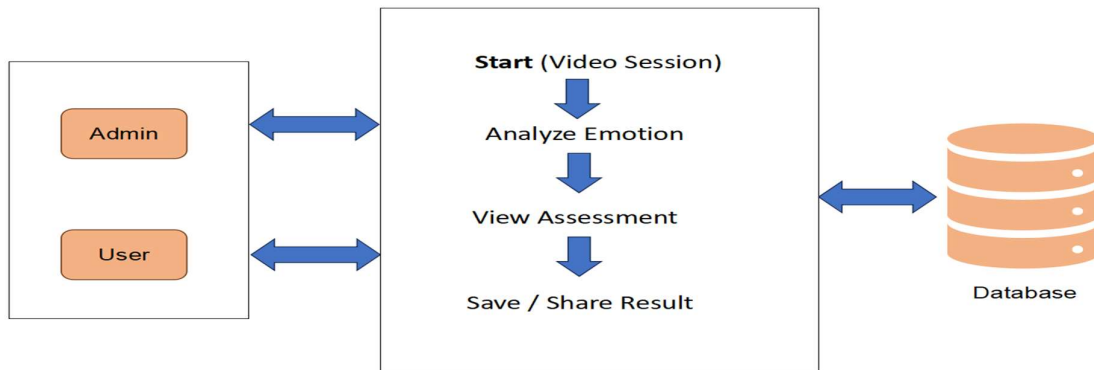 Admin
User
Start (Video Session)
Analyze Emotion
View Assessment
Save / Share Result
Database